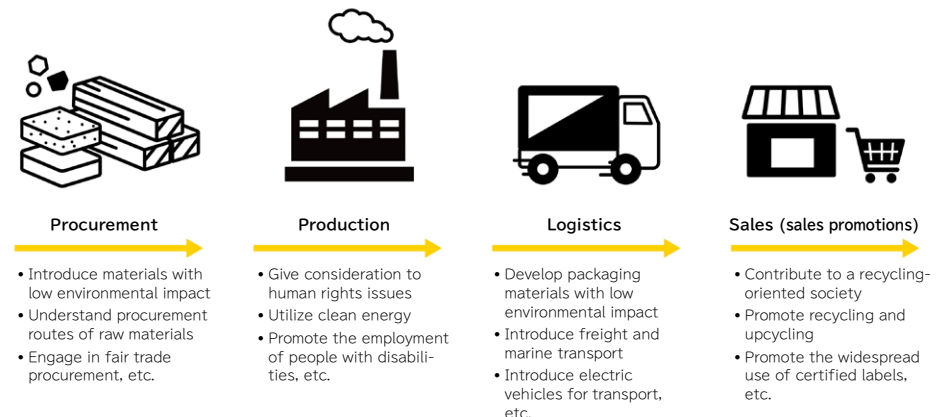 Procurement
• Introduce materials with
low environmental impact
• Understand procurement
routes of raw materials
• Engage in fair trade
procurement, etc.
Production
• Give consideration to
human rights issues
• Utilize clean energy
• Promote the employment
of people with disabili-
ties, etc.
Logistics
• Develop packaging
materials with low
environmental impact
• Introduce freight and
marine transport
• Introduce electric
vehicles for transport,
etc.
Sales (sales promotions)
• Contribute to a recycling-
oriented society
• Promote recycling and
upcycling
• Promote the widespread
use of certified labels,
etc.